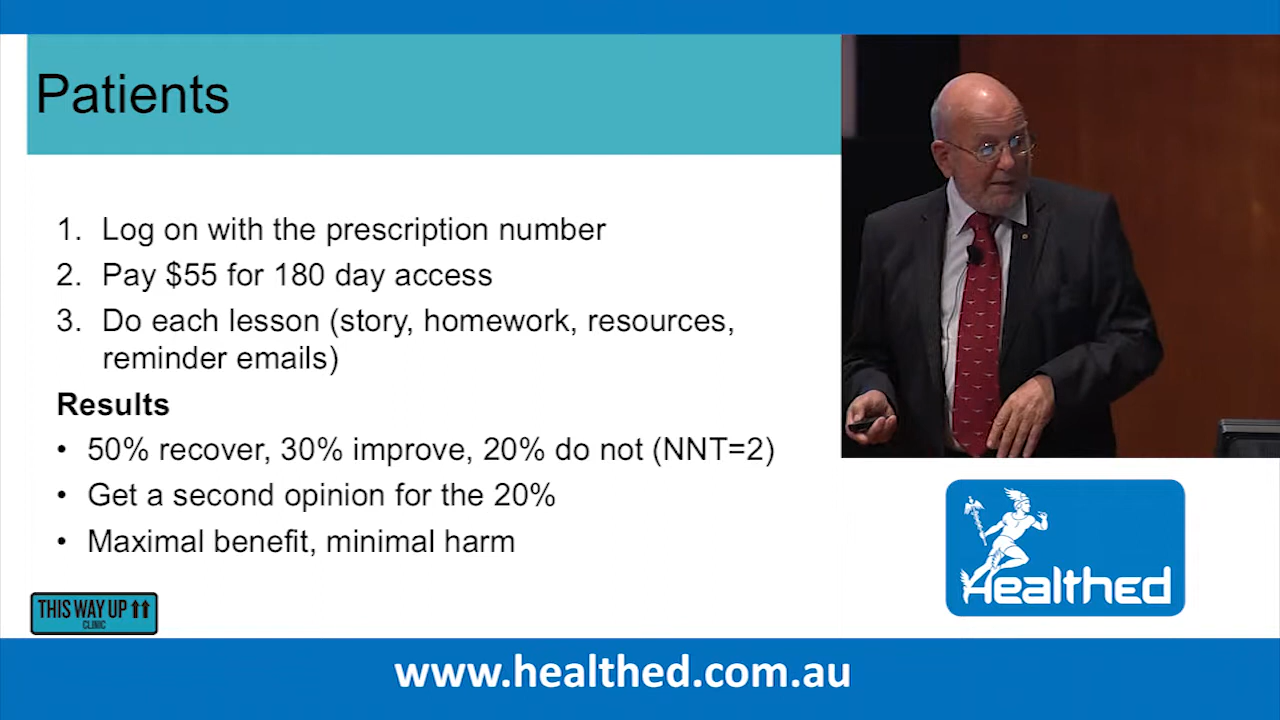 Patients
1. Log on with the prescription number
2. Pay $55 for 180 day access
3. Do each lesson (story, homework, resources,
reminder emails)
Results
• 50% recover, 30% improve, 20% do not (NNT=2)
• Get a second opinion for the 20%
• Maximal benefit, minimal harm
THIS WAY UP
CLINIC
Healthed
www.healthed.com.au